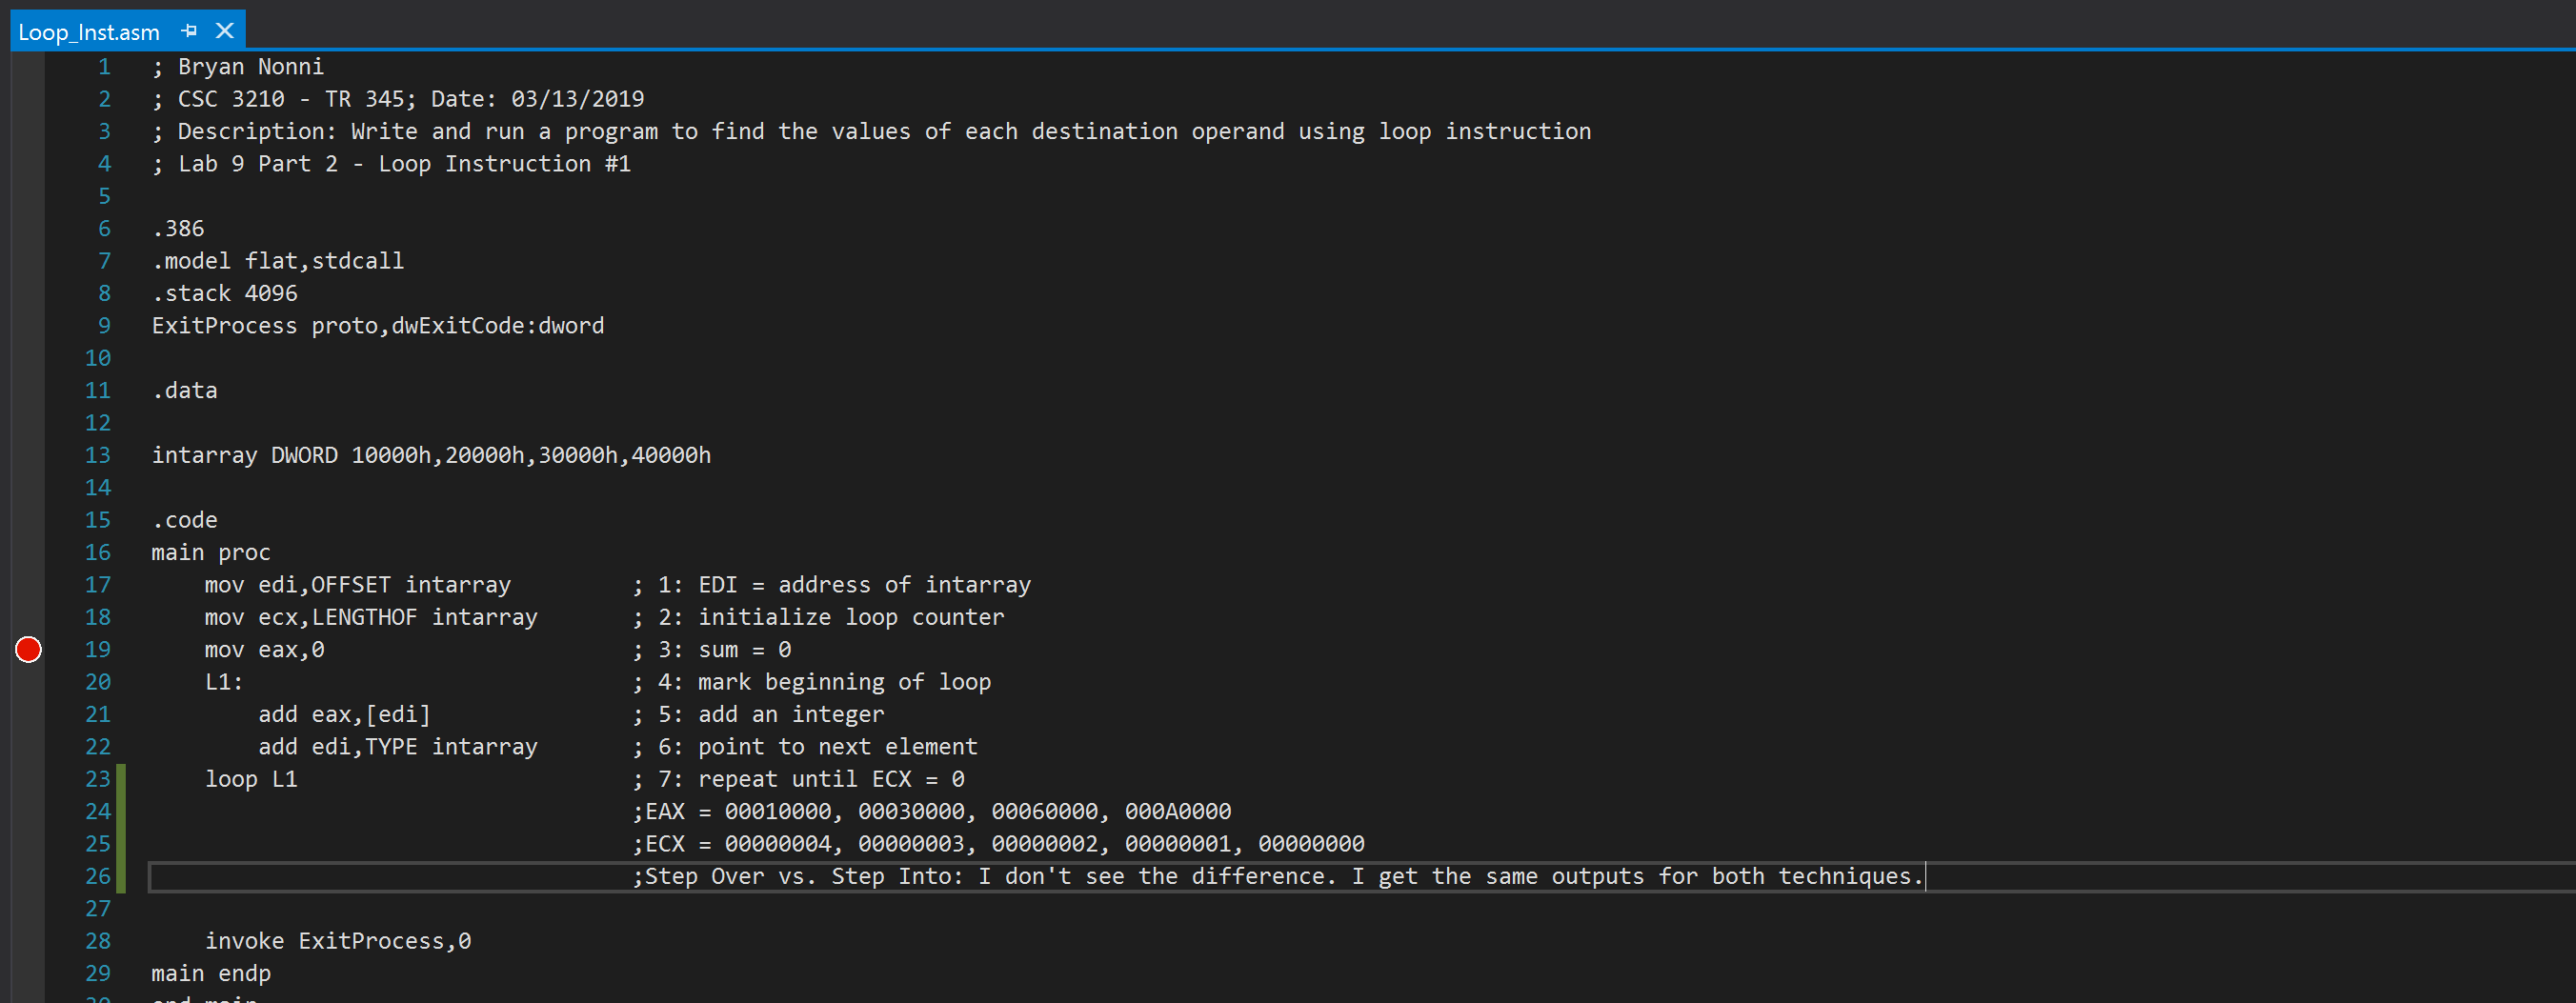 Loop_Inst.asm
1 ; Bryan Nonni
2 ; CSC 3210 - TR 345; Date: 03/13/2019
3 ; Description: Write and run a program to find the values of each destination operand using loop instruction
4 ; Lab 9 Part 2 - Loop Instruction #1
5
6 .386
7 .model flat,stdcall
8 .stack 4096
9 ExitProcess proto,dwExitCode:dword
10
11 .data
12
13 intarray DWORD 10000h,20000h,30000h,40000h
14
15 .code
16 main proc
17 mov edi,OFFSET intarray ; 1: EDI = address of intarray
18 mov ecx,LENGTHOF intarray ; 2: initialize loop counter
19 mov eax,0 ; 3: sum = 0
20 L1: ; 4: mark beginning of loop
21 add eax,[edi] ; 5: add an integer
22 add edi,TYPE intarray ; 6: point to next element
23 loop L1 ; 7: repeat until ECX = 0
24 ;EAX = 00010000, 00030000, 00060000, 000A0000
25 ;ECX = 00000004, 00000003, 00000002, 00000001, 00000000
26 ;Step Over vs. Step Into: I don't see the difference. I get the same outputs for both techniques.
27
28 invoke ExitProcess,0
29 main endp
30 end main